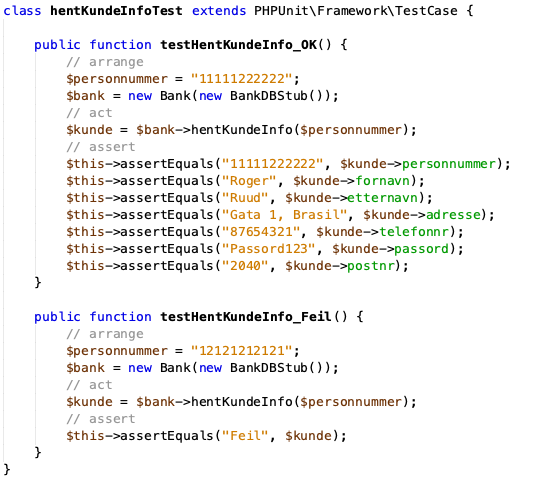 class hentKundeInfoTest extends PHPUnit\Framework\TestCase {
public function testHentKundeInfo_OK() {
// arrange
$personnummer = "11111222222";
$bank = new Bank(new BankDBStub());
// act
$kunde = $bank->hentKundeInfo($personnummer);
// assert
$this->assertEquals("11111222222", $kunde->personnummer);
$this->assertEquals("Roger", $kunde->fornavn);
$this->assertEquals("Ruud", $kunde->etternavn);
$this->assertEquals("Gata 1, Brasil", $kunde->adresse);
$this->assertEquals("87654321", $kunde->telefonnr);
$this->assertEquals("Passord123", $kunde->passord);
$this->assertEquals("2040", $kunde->postnr);
}
public function testHentKundeInfo_Feil() {
// arrange
$personnummer = "12121212121";
$bank = new Bank(new BankDBStub());
// act
$kunde = $bank->hentKundeInfo($personnummer);
// assert
$this->assertEquals("Feil", $kunde);
}
}